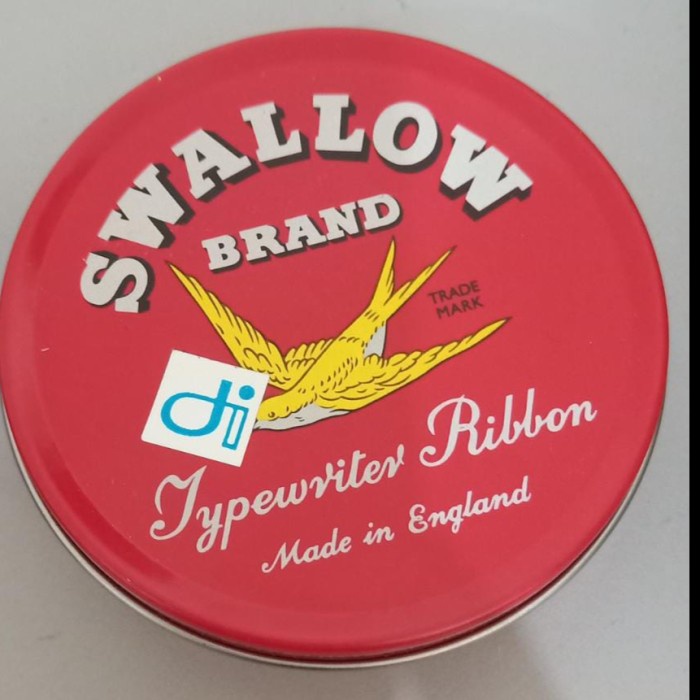 SWALLOW
BRAND
TRADE
MARK
di
Typewriter Ribbon
Made in England